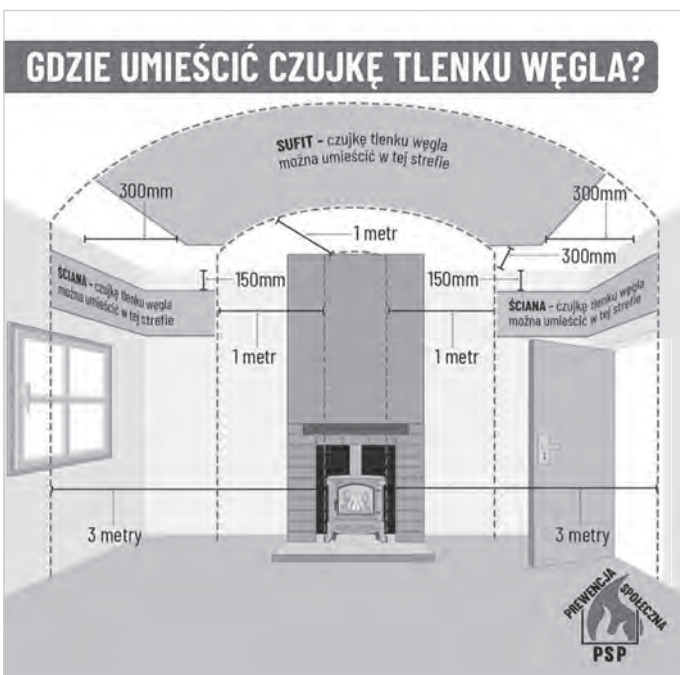 GDZIE UMIEŚCIĆ CZUJKĘ TLENKU WĘGLA?
SUFIT - czujkę tlenku węgla
można umieścić w tej strefie
300mm
300mm
1 metr
300mm
ŚCIANA - czujkę tlenku węgla
można umieścić w tej strefie
150mm
150mm
ŚCIANA - czujkę tlenku węgla
można umieścić w tej strefie
1 metr
1 metr
3 metry
3 metry
PREWENCJA
SPOŁECZNA
PSP